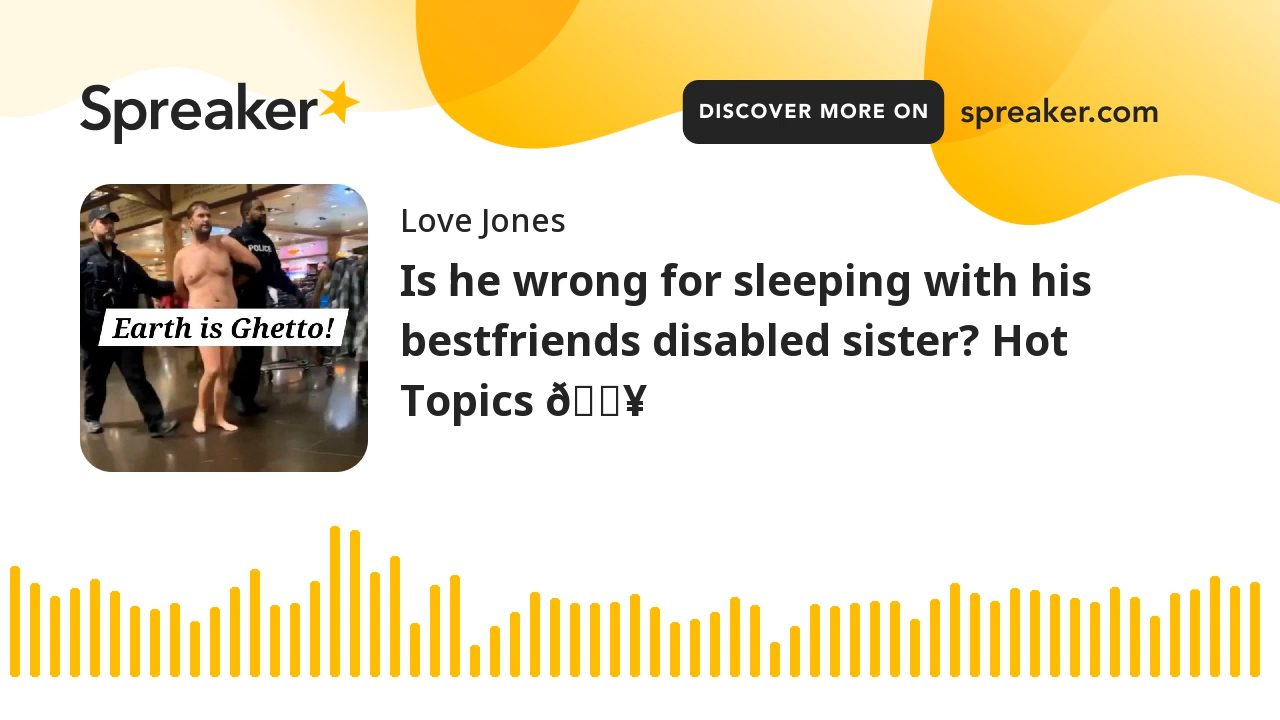 Spreaker
DISCOVER MORE ON spreaker.com
Love Jones
Is he wrong for sleeping with his
bestfriends disabled sister? Hot
Topics ð▯▯¥
POLICE
Earth is Ghetto!